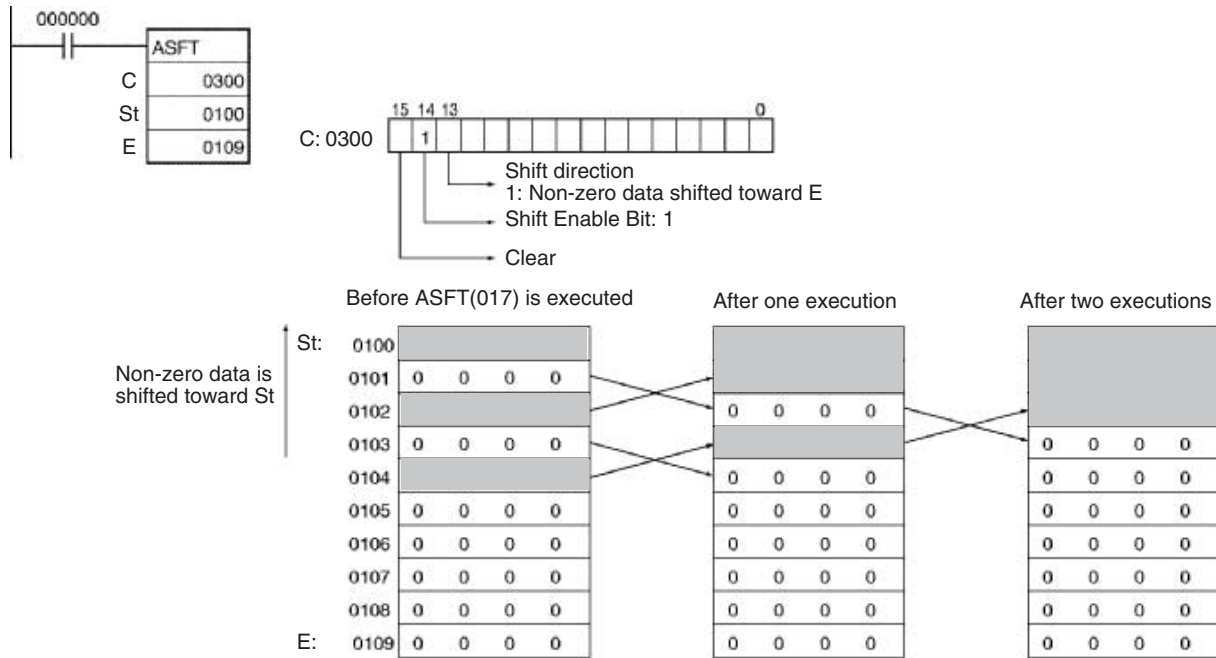 000000
ASFT
C 0300
St 0100
E 0109
15 14 13 0
C: 0300 1
Shift direction
1: Non-zero data shifted toward E
Shift Enable Bit: 1
Clear
Before ASFT(017) is executed After one execution After two executions
St: 0100
Non-zero data is
shifted toward St
0101 0 0 0 0
0102 0 0 0 0
0103 0 0 0 0 0 0 0 0
0104 0 0 0 0 0 0 0 0
0105 0 0 0 0 0 0 0 0 0 0 0 0
0106 0 0 0 0 0 0 0 0 0 0 0 0
0107 0 0 0 0 0 0 0 0 0 0 0 0
0108 0 0 0 0 0 0 0 0 0 0 0 0
E: 0109 0 0 0 0 0 0 0 0 0 0 0 0